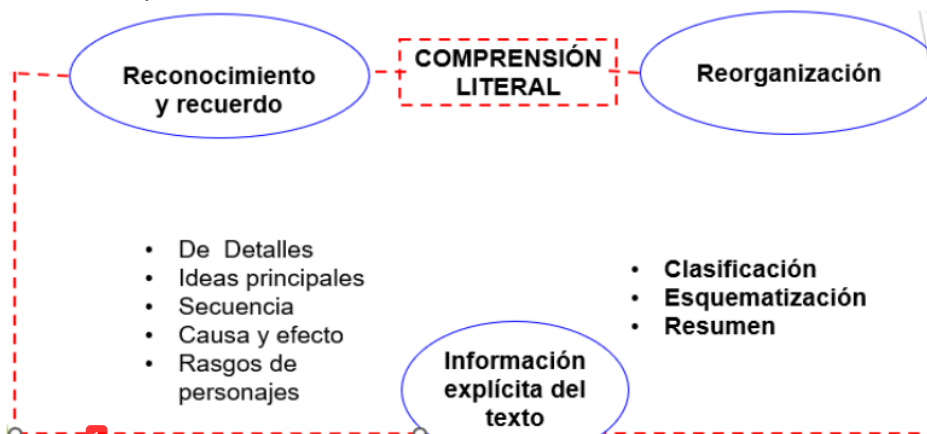 COMPRENSIÓN
LITERAL
Reconocimiento
y recuerdo
Reorganización
• De Detalles
• Ideas principales
• Secuencia
• Causa y efecto
• Rasgos de
personajes
• Clasificación
• Esquematización
• Resumen
Información
explícita del
texto